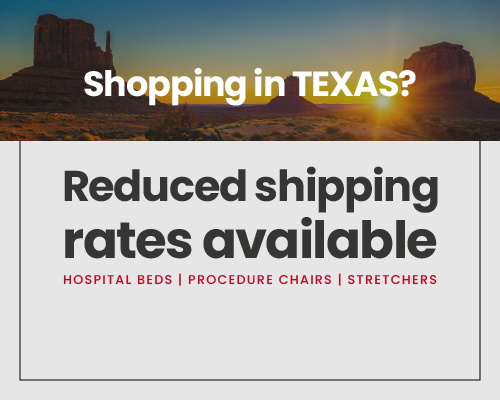 Shopping in TEXAS?
Reduced shipping
rates available
HOSPITAL BEDS | PROCEDURE CHAIRS | STRETCHERS